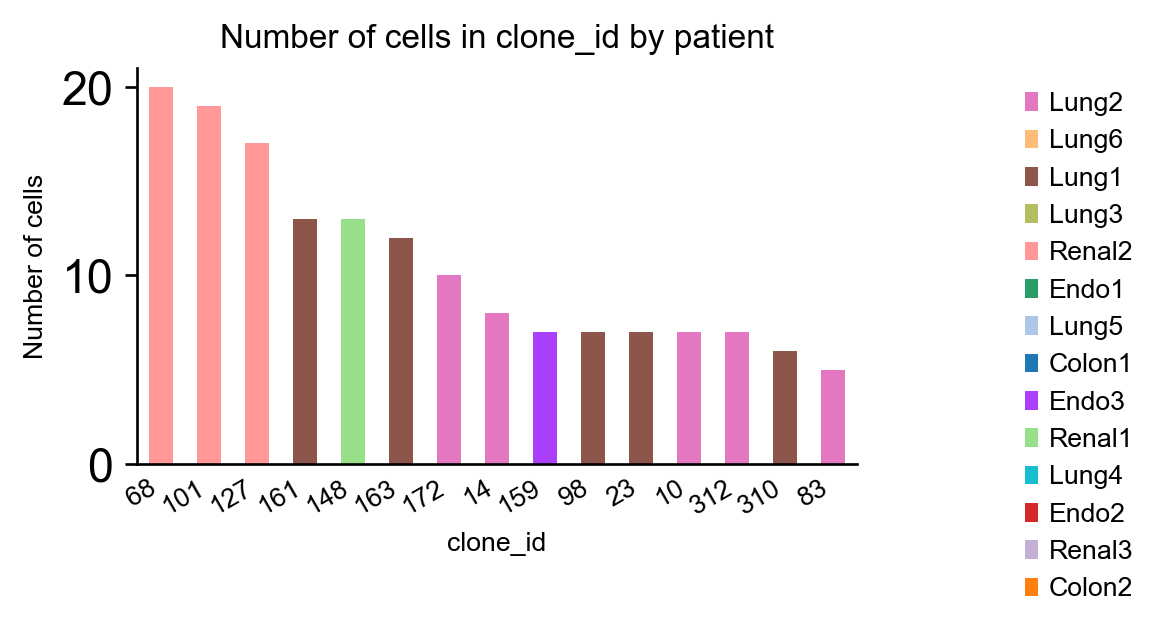 Number of cells in clone_id by patient
Number of cells
20
10
0
68 101 127 161 148 163 172 14 159 98 23 10 312 310 83
clone_id
Lung2
Lung6
Lung1
Lung3
Renal2
Endo1
Lung5
Colon1
Endo3
Renal1
Lung4
Endo2
Renal3
Colon2